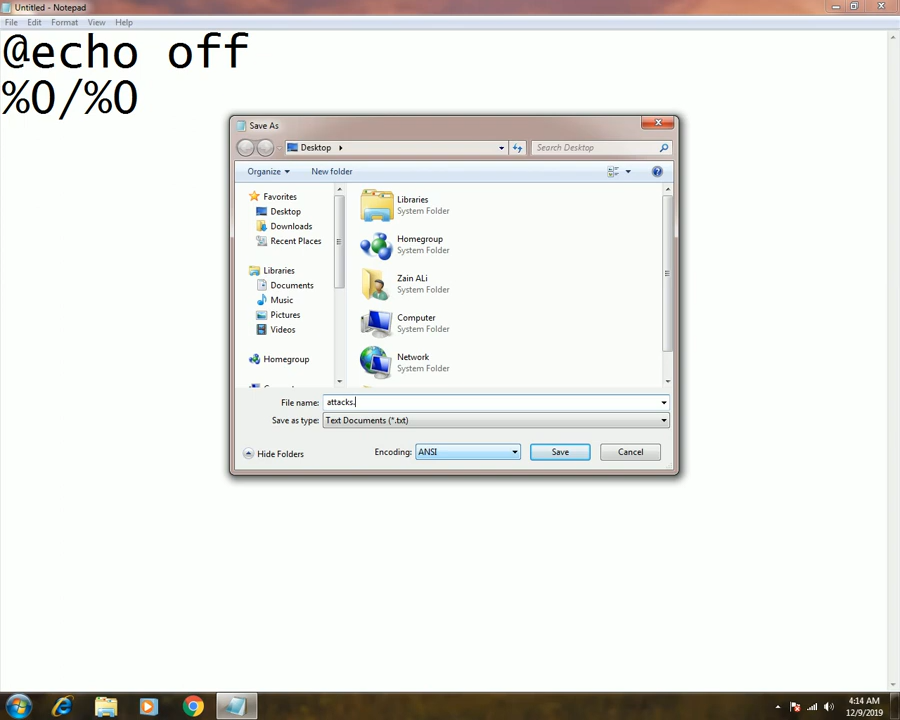 Untitled - Notepad
File Edit Format View Help
@echo off
%0/%0
Save As
Desktop
Search Desktop
Organize New folder
Favorites
Desktop
Downloads
Recent Places
Libraries
Documents
Music
Pictures
Videos
Homegroup
Libraries
System Folder
Homegroup
System Folder
Zain ALi
System Folder
Computer
System Folder
Network
System Folder
File name: attacks.
Save as type: Text Documents (*.txt)
Hide Folders Encoding: ANSI Save Cancel
4:14 AM
12/9/2019